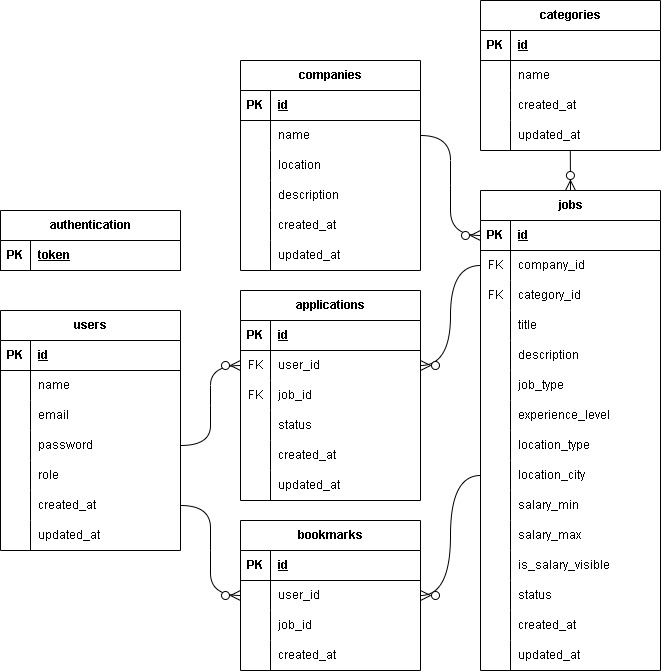 categories
PK id
name
created_at
updated_at
companies
PK id
name
location
description
created_at
updated_at
authentication
PK token
users
PK id
name
email
password
role
created_at
updated_at
applications
PK id
FK user_id
FK job_id
status
created_at
updated_at
bookmarks
PK id
user_id
job_id
created_at
jobs
PK id
FK company_id
FK category_id
title
description
job_type
experience_level
location_type
location_city
salary_min
salary_max
is_salary_visible
status
created_at
updated_at